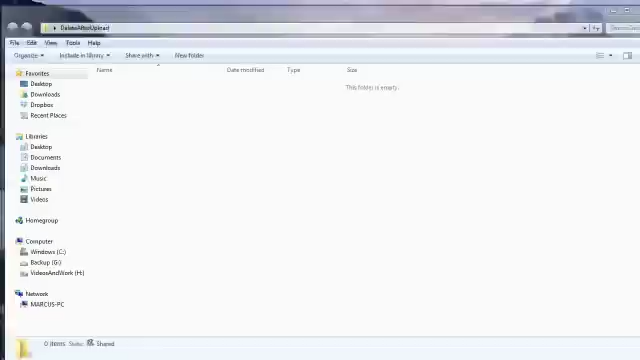 DeleteAfterUpload
File Edit View Tools Help
Organize Include in library Share with New folder
Favorites
Desktop
Downloads
Dropbox
Recent Places
Libraries
Desktop
Documents
Downloads
Music
Pictures
Videos
Homegroup
Computer
Windows (C:)
Backup (G:)
VideosAndWork (H:)
Network
MARCUS-PC
Name Date modified Type Size
This folder is empty.
0 items State: Shared